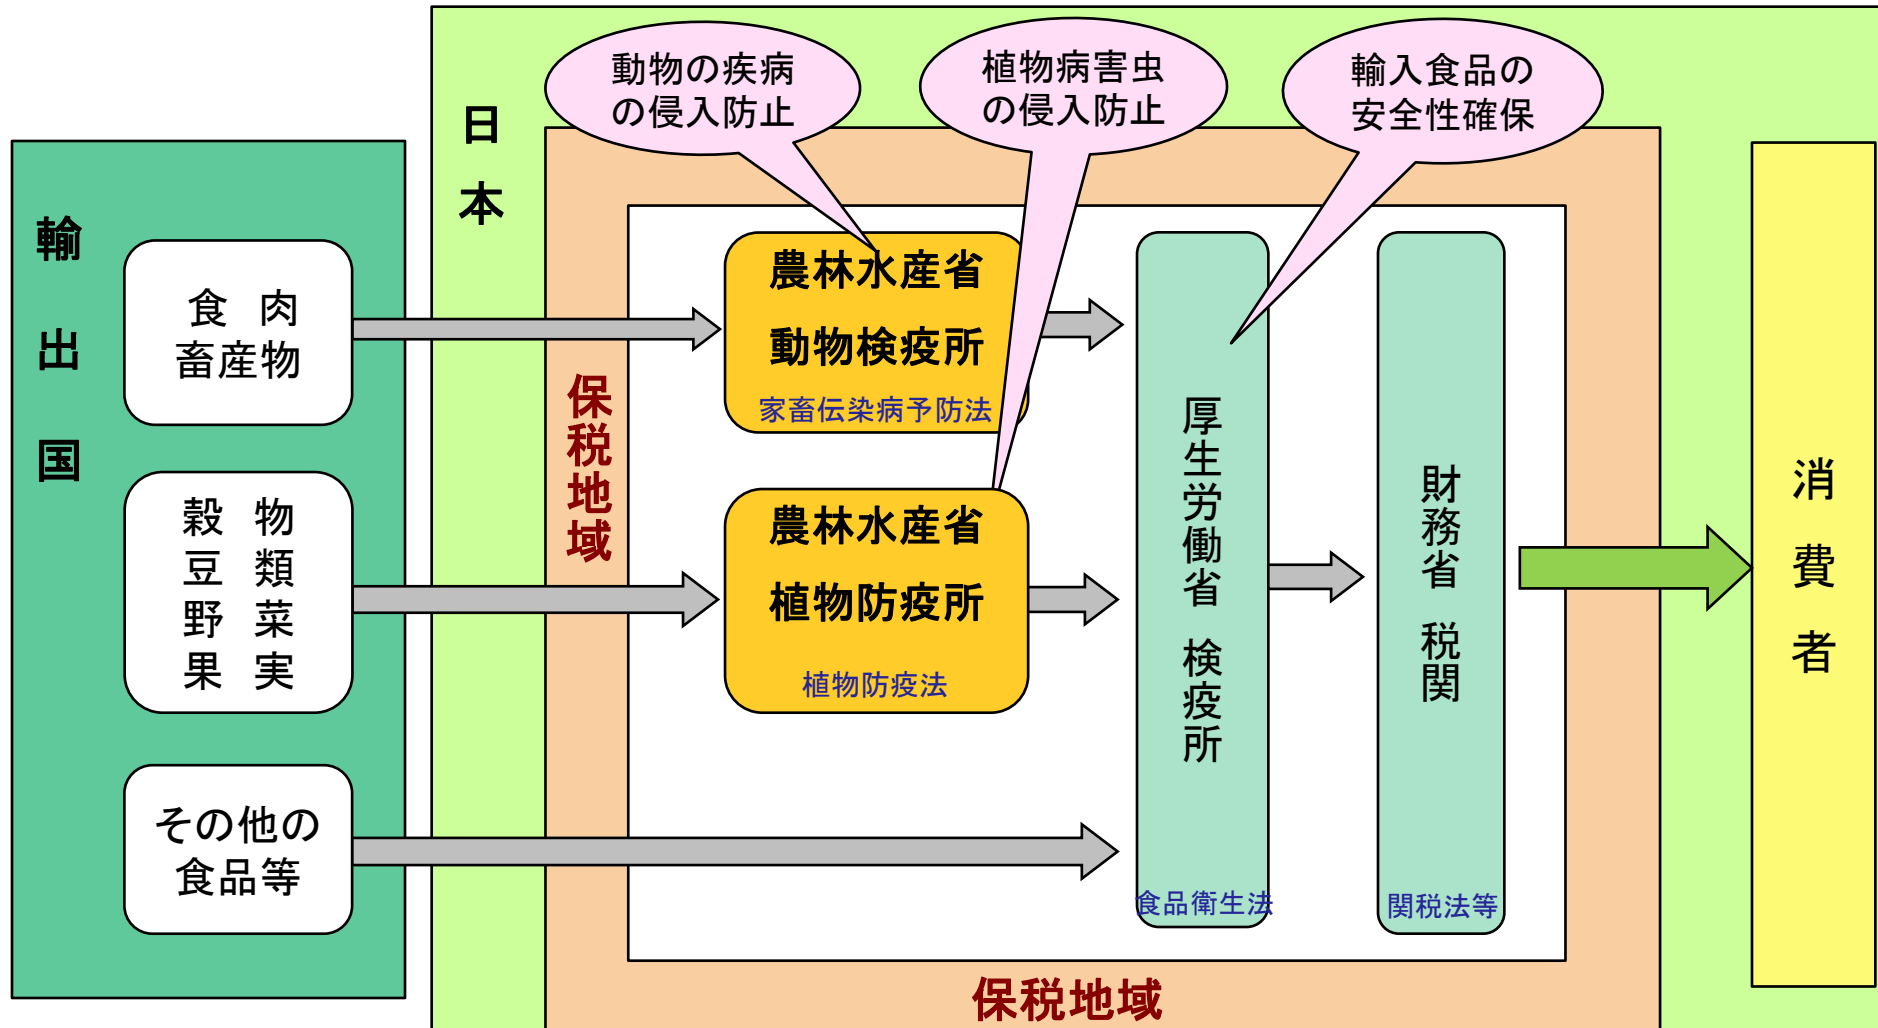 輸出国
食 肉
畜産物
穀 物
豆 類
野 菜
果 実
その他の
食品等
日本
動物の疾病
の侵入防止
植物病害虫
の侵入防止
輸入食品の
安全性確保
保税地域
農林水産省
動物検疫所
家畜伝染病予防法
農林水産省
植物防疫所
植物防疫法
厚生労働省 検疫所
食品衛生法
財務省 税関
関税法等
保税地域
消費者